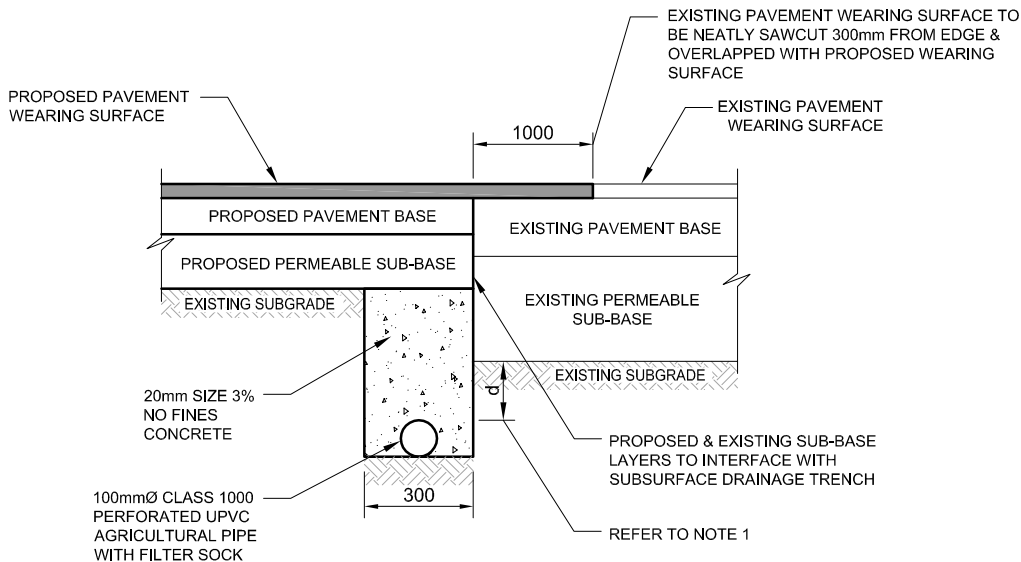 EXISTING PAVEMENT WEARING SURFACE TO
BE NEATLY SAWCUT 300mm FROM EDGE &
OVERLAPPED WITH PROPOSED WEARING
SURFACE
PROPOSED PAVEMENT
WEARING SURFACE
EXISTING PAVEMENT
WEARING SURFACE
1000
PROPOSED PAVEMENT BASE
EXISTING PAVEMENT BASE
PROPOSED PERMEABLE SUB-BASE
EXISTING SUBGRADE
EXISTING PERMEABLE
SUB-BASE
EXISTING SUBGRADE
d
20mm SIZE 3%
NO FINES
CONCRETE
PROPOSED & EXISTING SUB-BASE
LAYERS TO INTERFACE WITH
SUBSURFACE DRAINAGE TRENCH
100mmØ CLASS 1000
PERFORATED UPVC
AGRICULTURAL PIPE
WITH FILTER SOCK
300
REFER TO NOTE 1